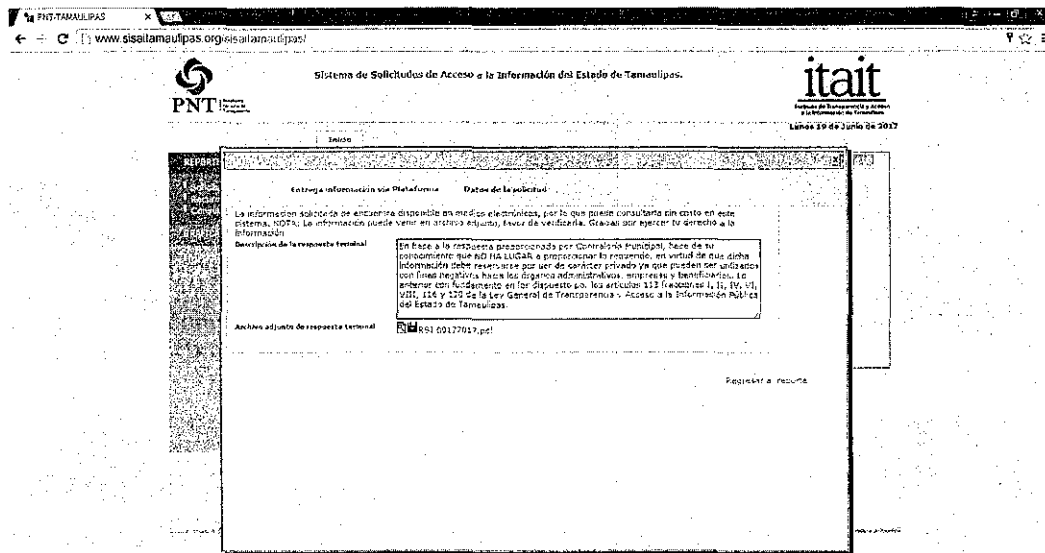 PNT-TAMAULIPAS
www.sisaitamaulipas.org/sisaitamaulipas/
PNT
Sistema de Solicitudes de Acceso a la Información del Estado de Tamaulipas.
itait
Lunes 19 de Junio de 2017
Inicio
REPORT
Entrega información vía Plataforma Datos de la solicitud
La información solicitada se encuentra disponible en medios electrónicos, por lo que puede consultarla sin costo en este
sistema. NOTA: La información puede venir en archivo adjunto, favor de verificarla. Gracias por ejercer tu derecho a la
información
Descripción de la respuesta terminal
En base a la respuesta proporcionada por Contraloría Municipal, hace de su
conocimiento que NO HA LUGAR a proporcionar lo requerido, en virtud de que dicha
información debe reservarse por ser de carácter privado ya que pueden ser utilizados
con fines negativos hacia los órganos administrativos, empresas y beneficiarios. Lo
anterior con fundamento en lo dispuesto por los artículos 113 fracciones I, II, IV, VI,
VIII, 116 y 120 de la Ley General de Transparencia y Acceso a la Información Pública
del Estado de Tamaulipas.
Archivo adjunto de respuesta terminal
RSI 00177017.pdf
Regresar a reporte